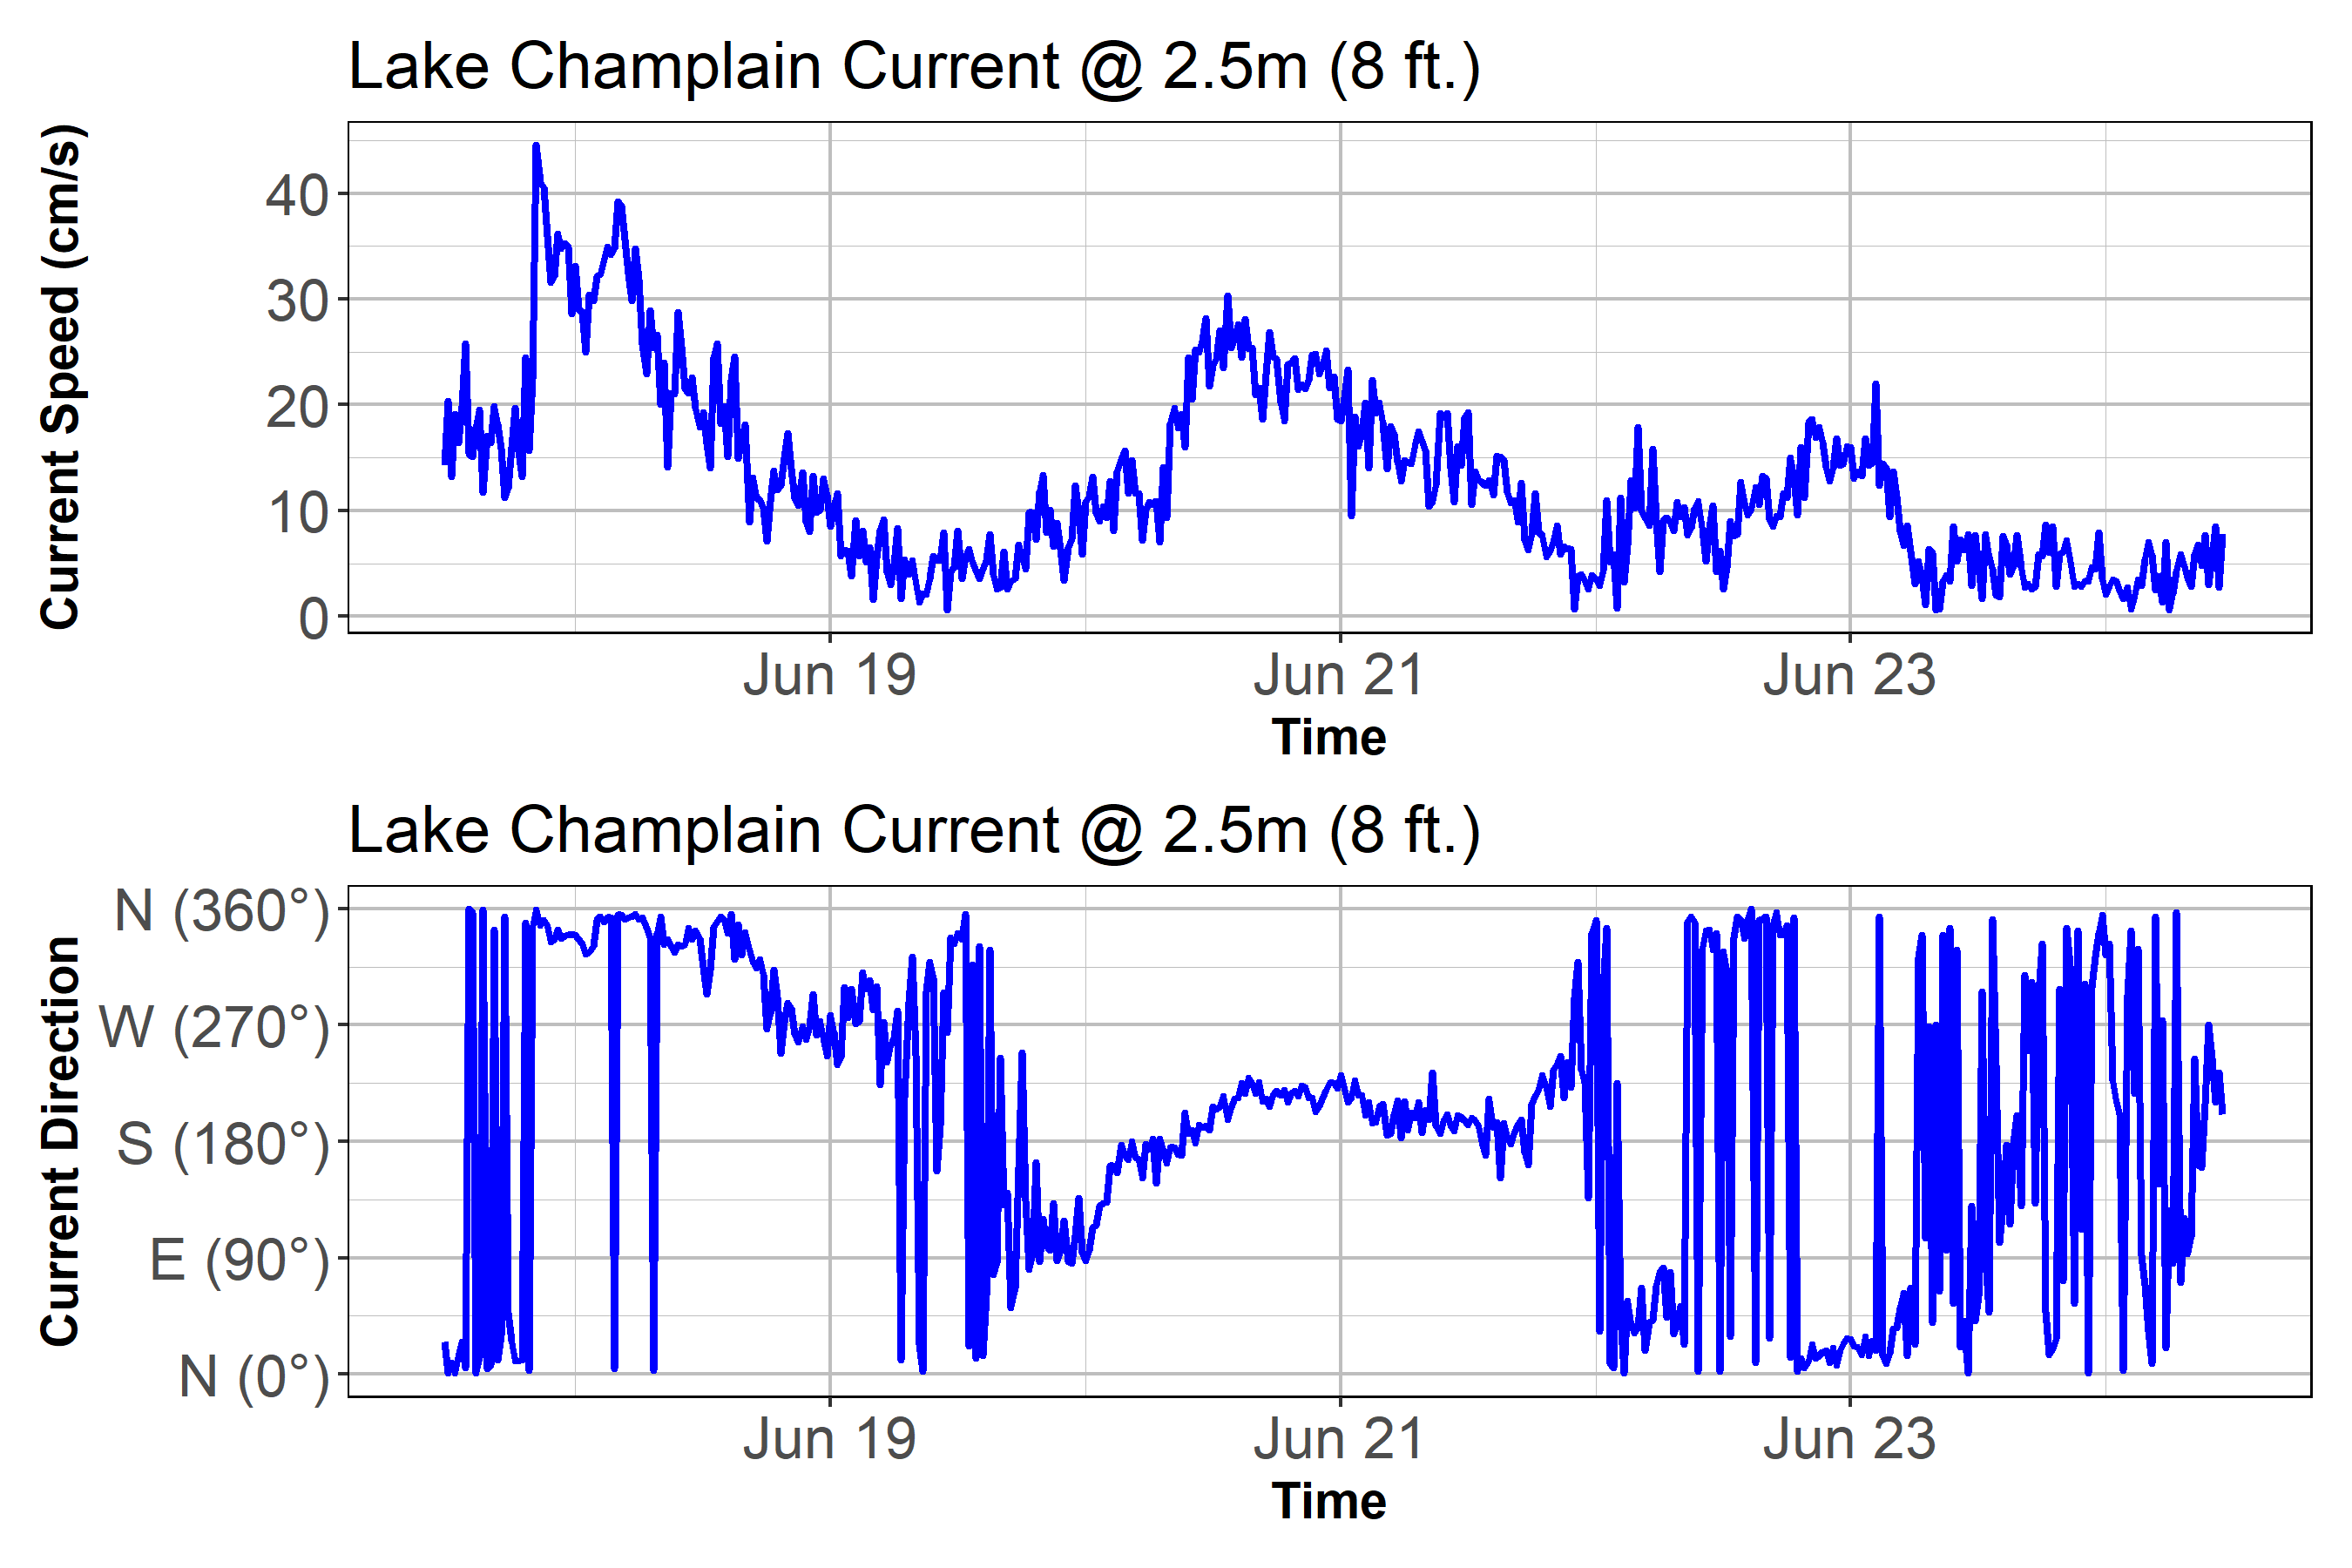 Lake Champlain Current @ 2.5m (8 ft.)
Current Speed (cm/s)
40
30
20
10
0
Jun 19 Jun 21 Jun 23
Time
Lake Champlain Current @ 2.5m (8 ft.)
Current Direction
N (360°)
W (270°)
S (180°)
E (90°)
N (0°)
Jun 19 Jun 21 Jun 23
Time